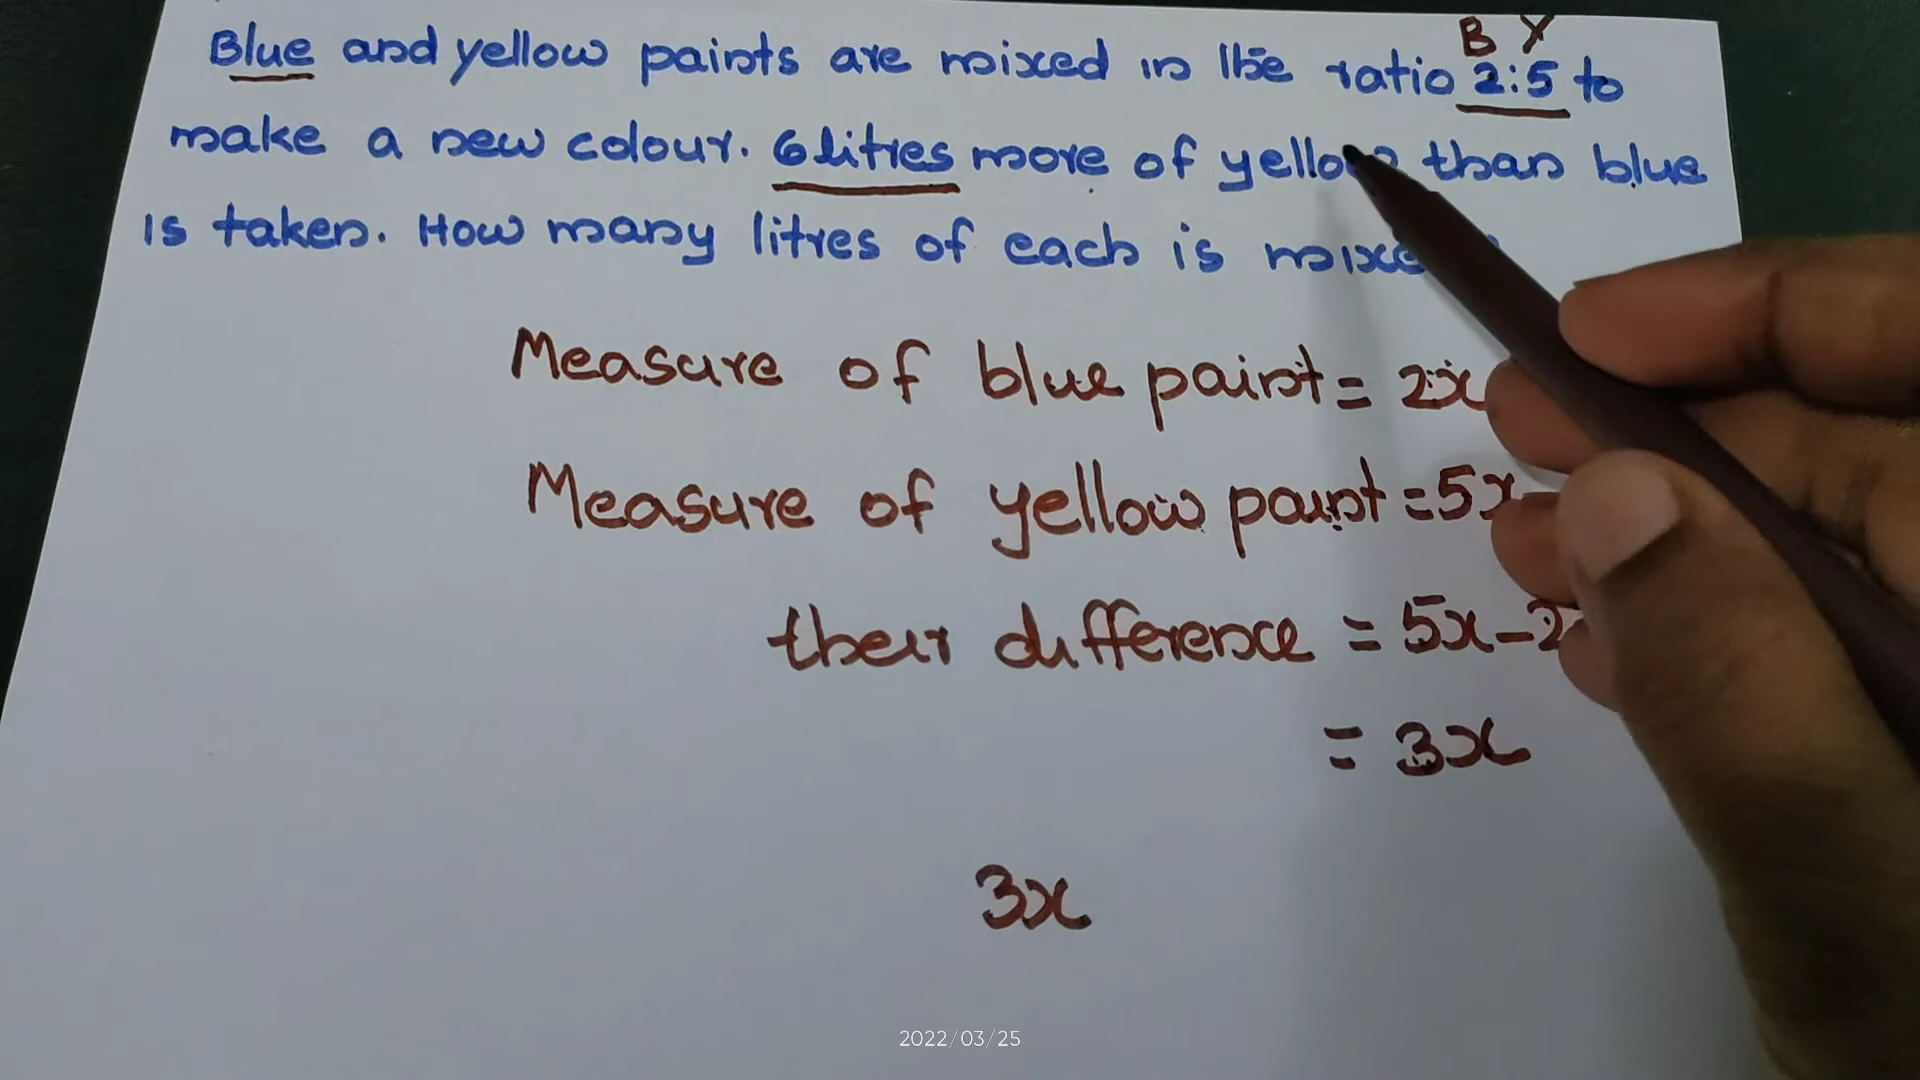 B Y
Blue and yellow paints are mixed in the ratio 2:5 to
make a new colour. 6 litres more of yellow than blue
is taken. How many litres of each is
Measure of blue paint = 2x
Measure of yellow paint = 5x
their difference = 5x-2
= 3x
3x
2022/03/25